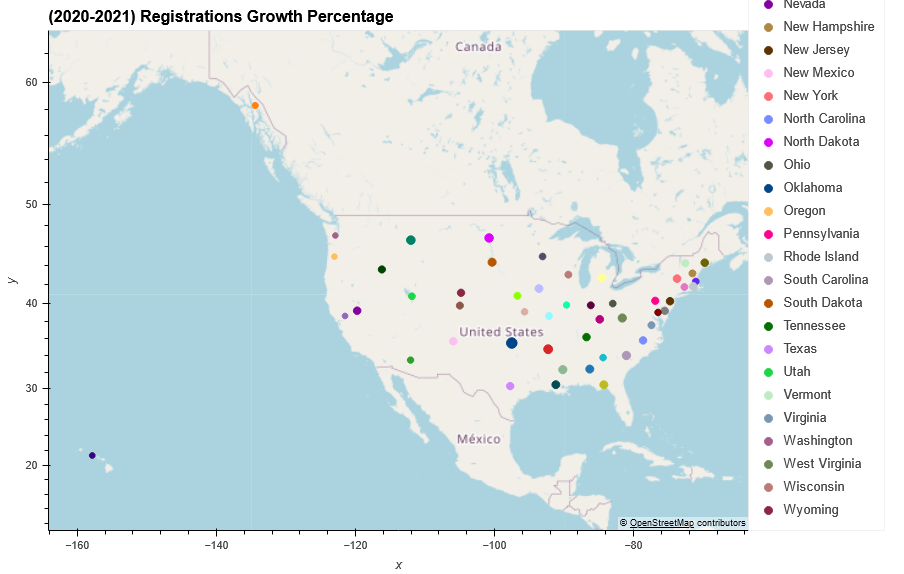 (2020-2021) Registrations Growth Percentage
Nevada
New Hampshire
New Jersey
New Mexico
New York
North Carolina
North Dakota
Ohio
Oklahoma
Oregon
Pennsylvania
Rhode Island
South Carolina
South Dakota
Tennessee
Texas
Utah
Vermont
Virginia
Washington
West Virginia
Wisconsin
Wyoming
Canada
United States
México
60
50
40
30
20
y
−160
−140
−120
−100
−80
x
© OpenStreetMap contributors